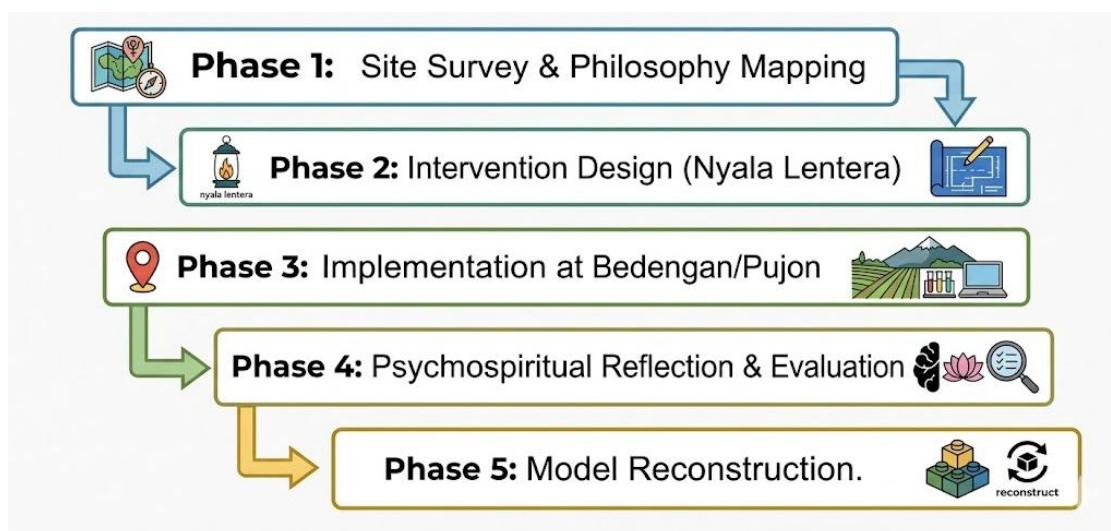 Phase 1: Site Survey & Philosophy Mapping
Phase 2: Intervention Design (Nyala Lentera)
nyala lentera
Phase 3: Implementation at Bedengan/Pujon
Phase 4: Psychmospiritual Reflection & Evaluation
Phase 5: Model Reconstruction.
reconstruct